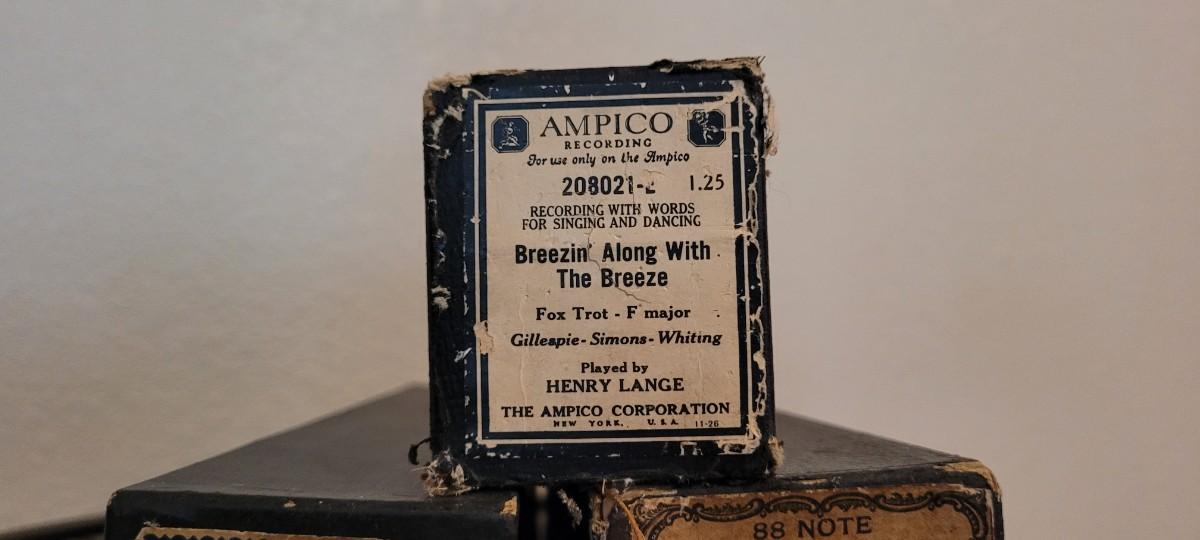 AMPICO
RECORDING
For use only on the Ampico
208021- 1.25
RECORDING WITH WORDS
FOR SINGING AND DANCING
Breezin' Along With
The Breeze
Fox Trot - F major
Gillespie - Simons - Whiting
Played by
HENRY LANGE
THE AMPICO CORPORATION
NEW YORK, U.S.A. 11-26
88 NOTE